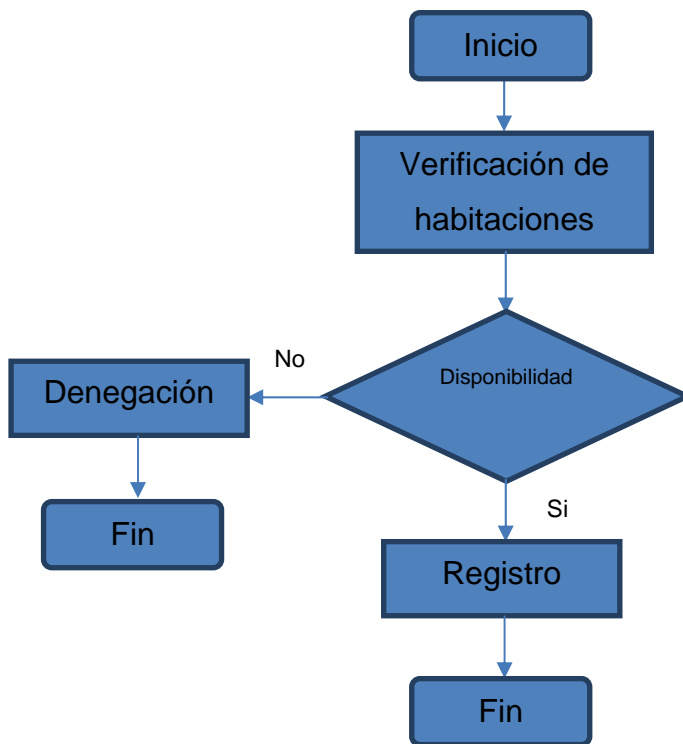 Inicio
Verificación de
habitaciones
Disponibilidad
No
Denegación
Fin
Si
Registro
Fin